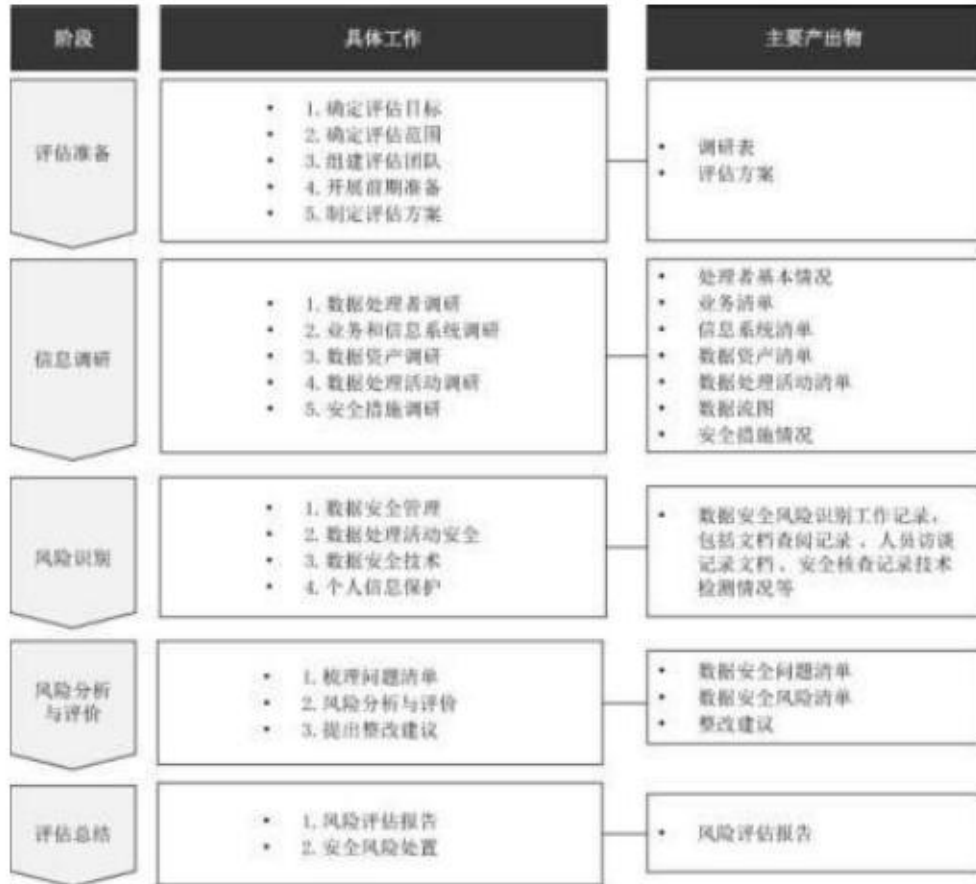 阶段
具体工作
主要产出物
评估准备
• 1. 确定评估目标
• 2. 确定评估范围
• 3. 组建评估团队
• 4. 开展前期准备
• 5. 制定评估方案
• 调研表
• 评估方案
信息调研
• 1. 数据处理者调研
• 2. 业务和信息系统调研
• 3. 数据资产调研
• 4. 数据处理活动调研
• 5. 安全措施调研
• 处理者基本情况
• 业务清单
• 信息系统清单
• 数据资产清单
• 数据处理活动清单
• 数据流图
• 安全措施情况
风险识别
• 1. 数据安全管理
• 2. 数据处理活动安全
• 3. 数据安全技术
• 4. 个人信息保护
• 数据安全风险识别工作记录，
包括文档查阅记录、人员访谈
记录文档、安全核查记录技术
检测情况等
风险分析
与评价
• 1. 梳理问题清单
• 2. 风险分析与评价
• 3. 提出整改建议
• 数据安全问题清单
• 数据安全风险清单
• 整改建议
评估总结
• 1. 风险评估报告
• 2. 安全风险处置
• 风险评估报告